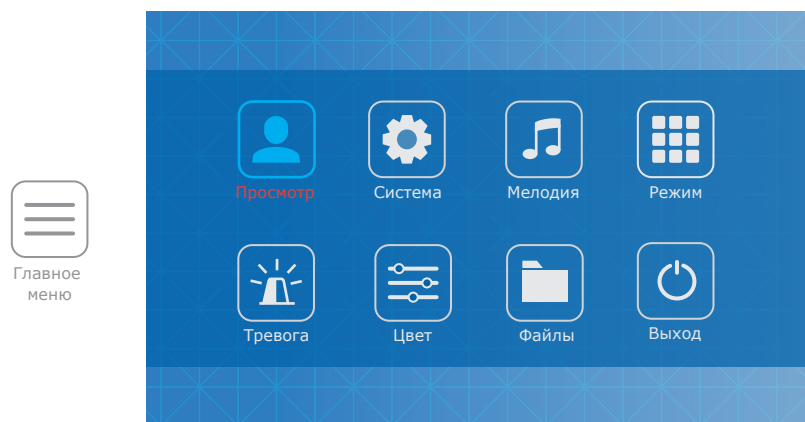 Просмотр
Система
Мелодия
Режим
Главное
меню
Тревога
Цвет
Файлы
Выход